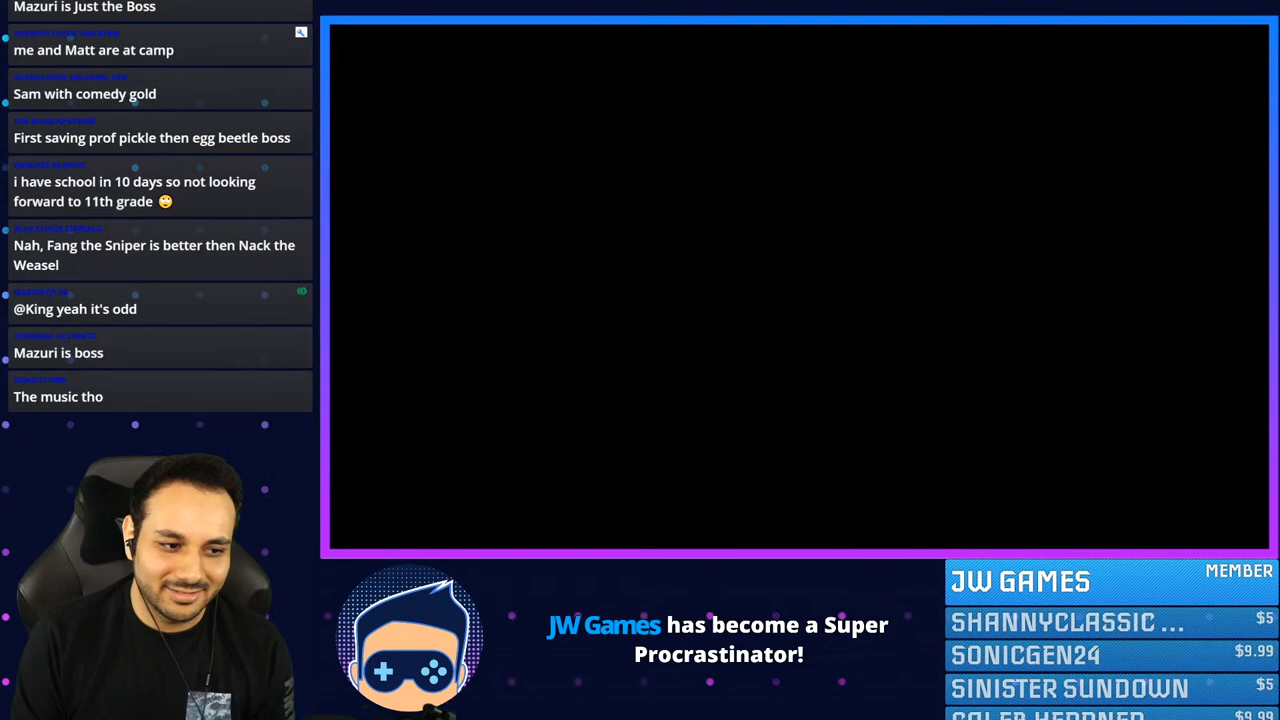 Mazuri is Just the Boss
me and Matt are at camp
Sam with comedy gold
First saving prof pickle then egg beetle boss
i have school in 10 days so not looking
forward to 11th grade 🙄
Nah, Fang the Sniper is better then Nack the
Weasel!
@King yeah it's odd
Mazuri is boss
The music tho
JW Games has become a Super
Procrastinator!
JW GAMES MEMBER
SHANNYCLASSIC ... $5
SONICGEN24 $9.99
SINISTER SUNDOWN $5
$9.99